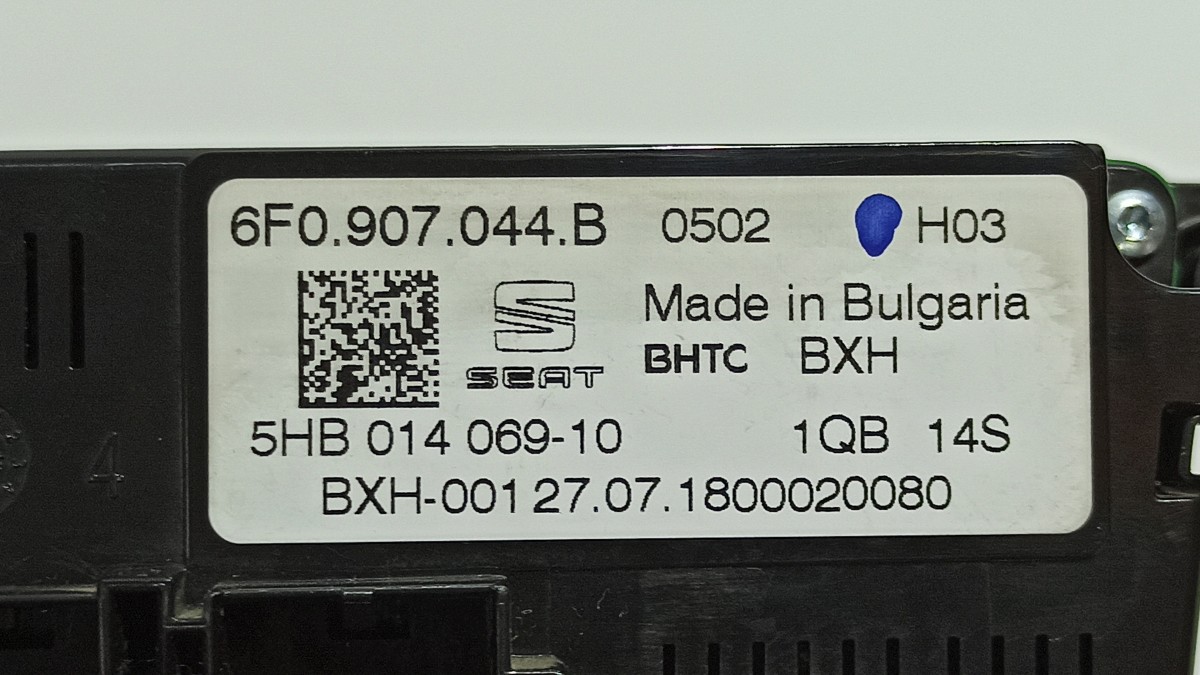 6F0.907.044.B 0502 H03
Made in Bulgaria
SEAT BHTC BXH
5HB 014 069-10 1QB 14S
BXH-001 27.07.1800020080
4